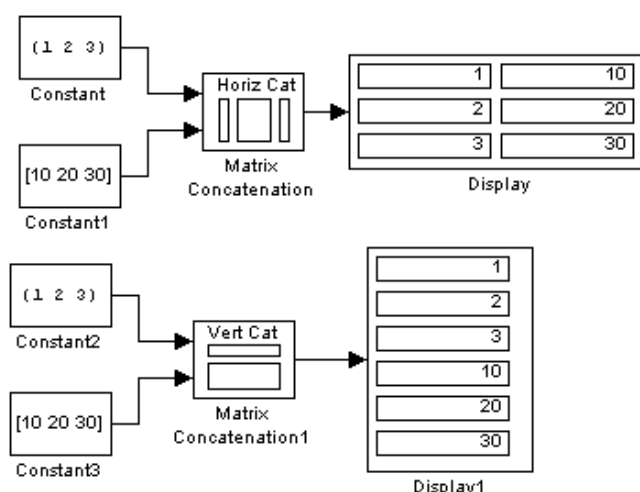 (1 2 3)
Constant
[10 20 30]
Constant1
Horiz Cat
Matrix
Concatenation
1 10
2 20
3 30
Display
(1 2 3)
Constant2
[10 20 30]
Constant3
Vert Cat
Matrix
Concatenation1
1
2
3
10
20
30
Display1